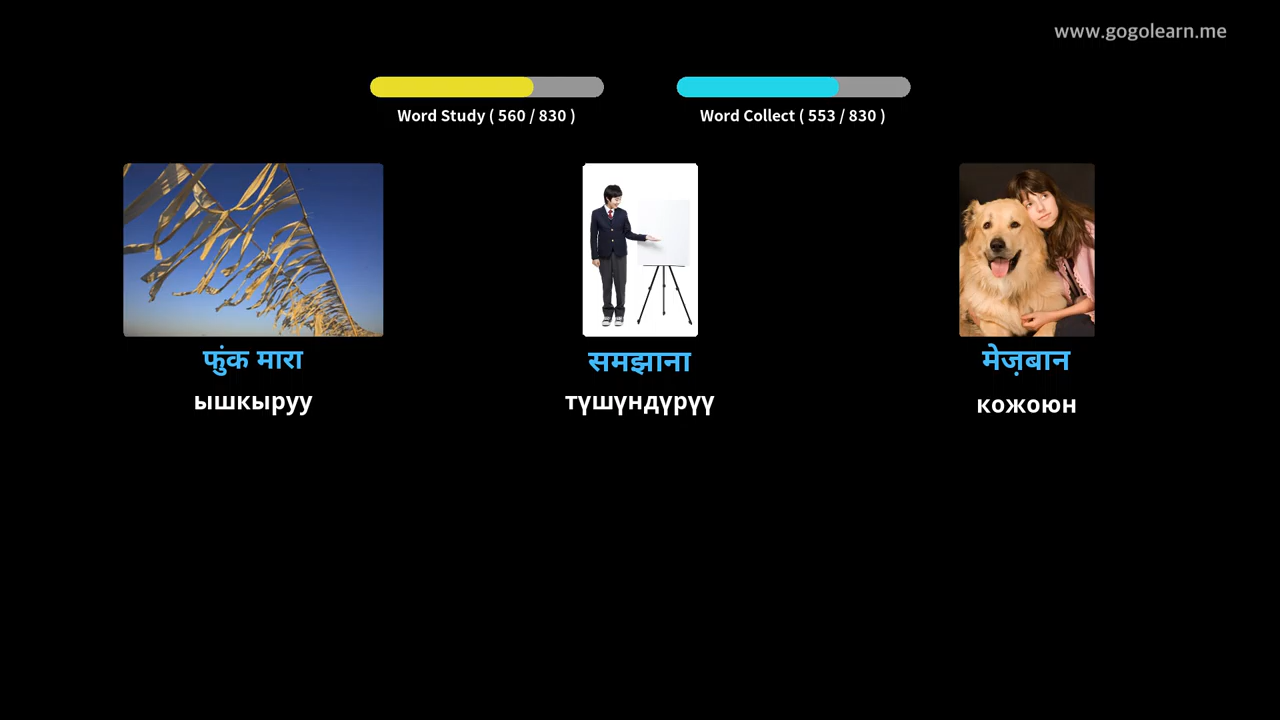 www.gogolearn.me
Word Study ( 560 / 830 )
Word Collect ( 553 / 830 )
फुंक मारा
समझाना
मेज़बान
ышкыруу
түшүндүрүү
кожоюн